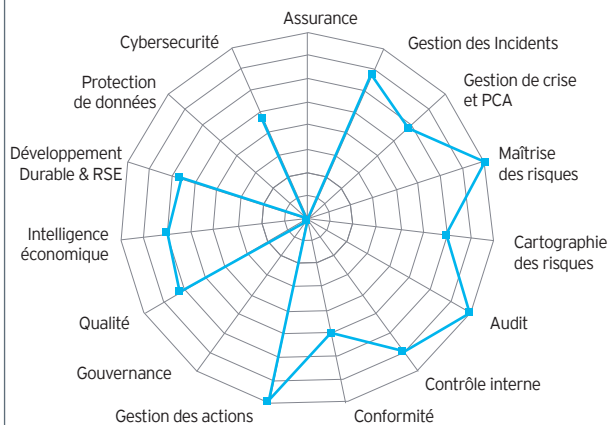 Assurance
Gestion des Incidents
Gestion de crise
et PCA
Maîtrise
des risques
Cartographie
des risques
Audit
Contrôle interne
Conformité
Gestion des actions
Gouvernance
Qualité
Intelligence
économique
Développement
Durable & RSE
Protection
de données
Cybersecurité